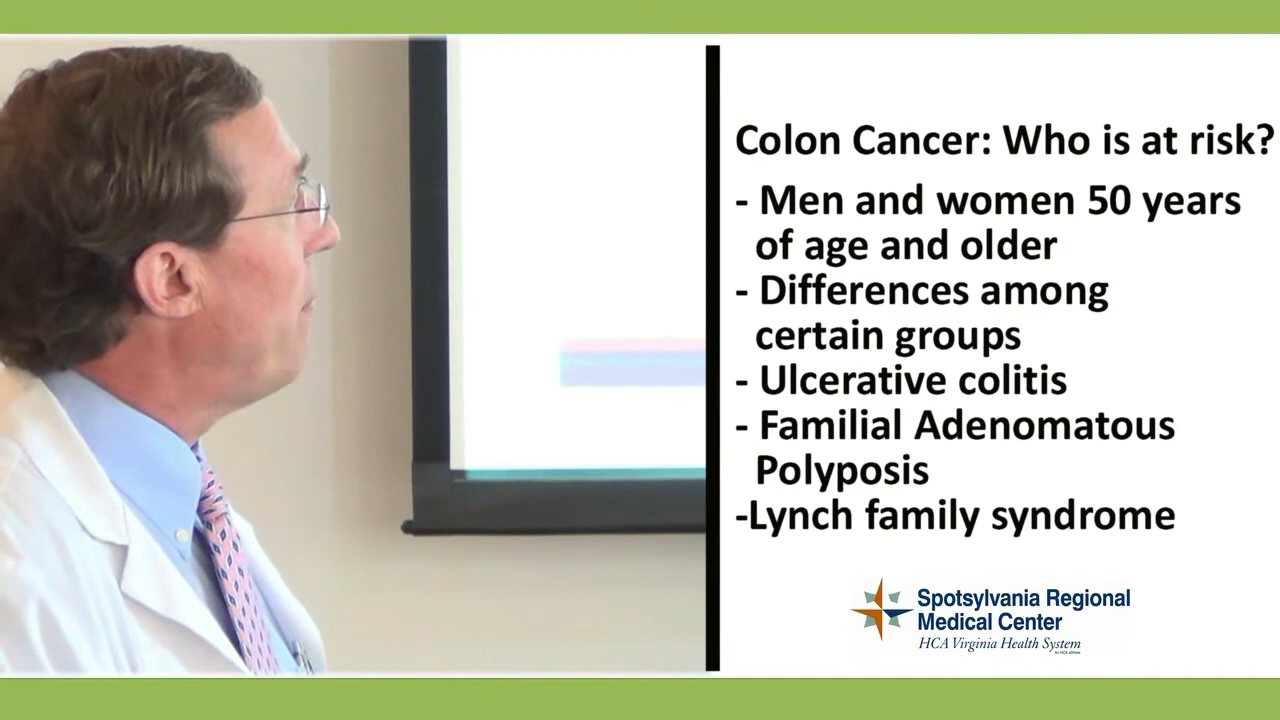 Colon Cancer: Who is at risk?
- Men and women 50 years
of age and older
- Differences among
certain groups
- Ulcerative colitis
- Familial Adenomatous
Polyposis
-Lynch family syndrome
Spotsylvania Regional
Medical Center
HCA Virginia Health System